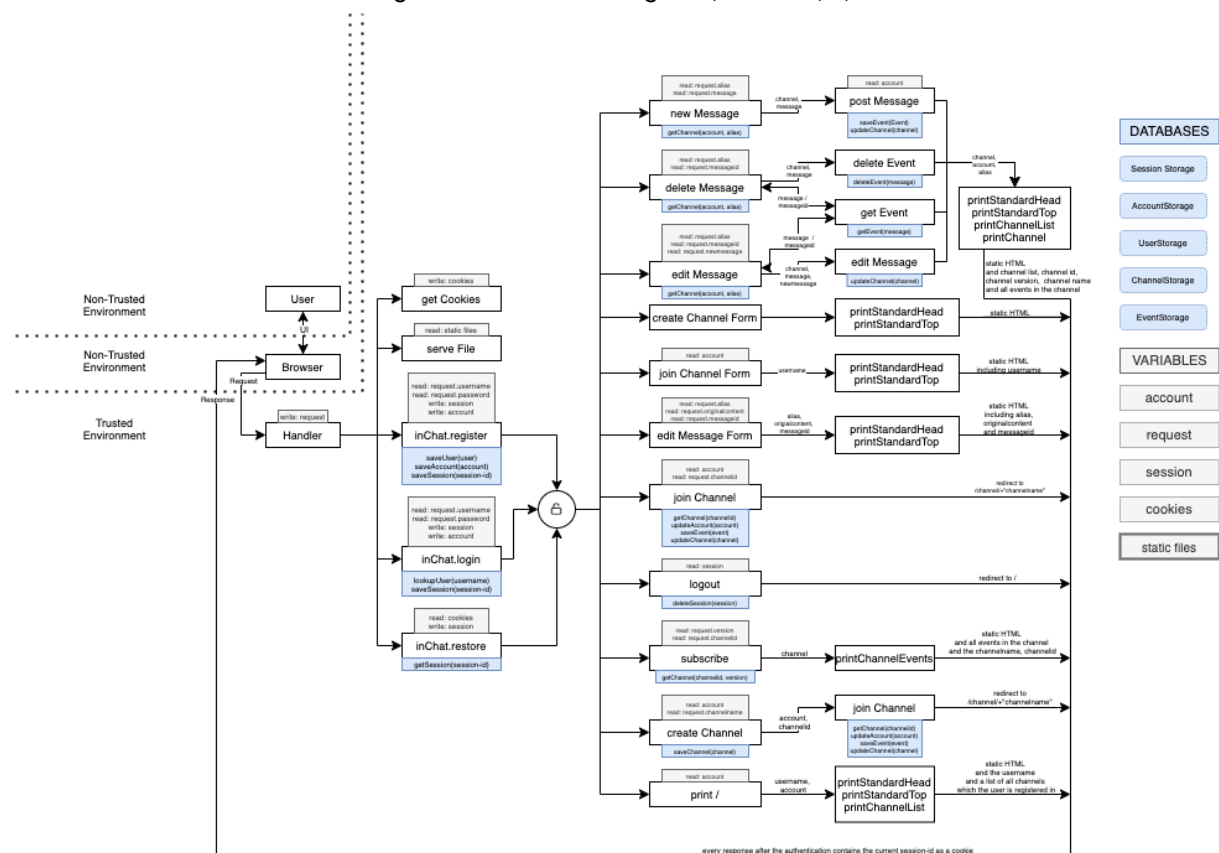 read: request.alias
read: request.message
new Message
getChannel(account, alias)
channel,
message
read: account
post Message
saveEvent(Event)
updateChannel(channel)
read: request.alias
read: request.messageid
delete Message
getChannel(account, alias)
channel,
message
delete Event
deleteEvent(message)
message /
messageid
get Event
getEvent(message)
message /
messageid
read: request.alias
read: request.messageid
read: request.newmessage
edit Message
getChannel(account, alias)
channel,
message,
newmessage
edit Message
updateChannel(channel)
channel,
account,
alias
printStandardHead
printStandardTop
printChannelList
printChannel
static HTML
and channel list, channel id,
channel version, channel name
and all events in the channel
create Channel Form
printStandardHead
printStandardTop
static HTML
read: account
join Channel Form
username
printStandardHead
printStandardTop
static HTML
including username
read: request.alias
read: request.originalcontent
read: request.messageid
edit Message Form
alias,
origialcontent,
messageid
printStandardHead
printStandardTop
static HTML
including alias,
originalcontent
and messageid
read: account
read: request.channelid
join Channel
getChannel(channelid)
updateAccount(account)
saveEvent(event)
updateChannel(channel)
redirect to
/channel/+"channelname"
read: session
logout
deleteSession(session)
redirect to /
read: request.version
read: request.channelid
subscribe
getChannel(channelid, version)
channel
printChannelEvents
static HTML
and all events in the channel
and the channelname, channelid
read: account
read: request.channelname
create Channel
saveChannel(channel)
account,
channelid
join Channel
getChannel(channelid)
updateAccount(account)
saveEvent(event)
updateChannel(channel)
redirect to
/channel/+"channelname"
read: account
print /
username,
account
printStandardHead
printStandardTop
printChannelList
static HTML
and the username
and a list of all channels
which the user is registered in
Non-Trusted
Environment
User
UI
Non-Trusted
Environment
Browser
Request
Response
Trusted
Environment
write: request
Handler
write: cookies
get Cookies
read: static files
serve File
read: request.username
read: request.password
write: session
write: account
inChat.register
saveUser(user)
saveAccount(account)
saveSession(session-id)
read: request.username
read: request.password
write: session
write: account
inChat.login
lookupUser(username)
saveSession(session-id)
read: cookies
write: session
inChat.restore
getSession(session-id)
DATABASES
Session Storage
AccountStorage
UserStorage
ChannelStorage
EventStorage
VARIABLES
account
request
session
cookies
static files
every response after the authentication contains the current session-id as a cookie